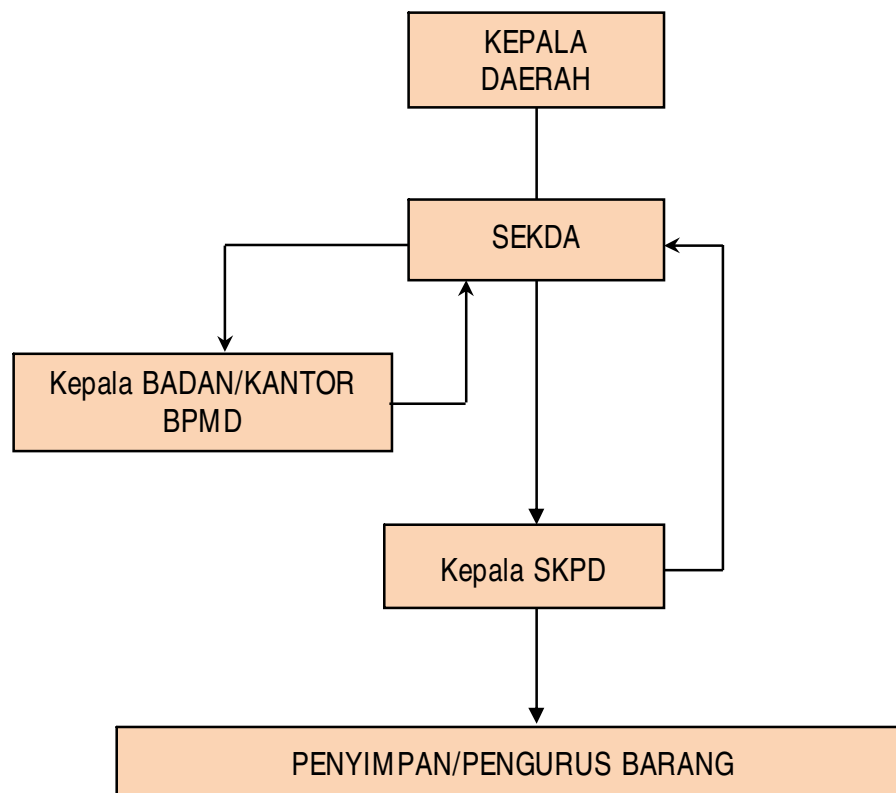 KEPALA
DAERAH
SEKDA
Kepala BADAN/KANTOR
BPMD
Kepala SKPD
PENYIMPAN/PENGURUS BARANG